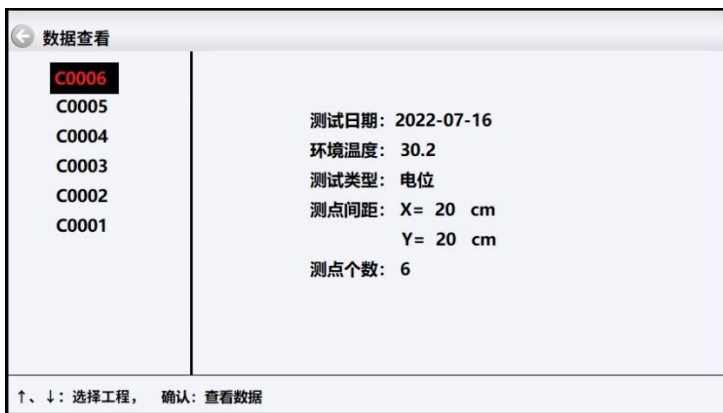 数据查看
C0006
C0005
C0004
C0003
C0002
C0001
测试日期：2022-07-16
环境温度： 30.2
测试类型： 电位
测点间距： X= 20 cm
Y= 20 cm
测点个数： 6
↑、↓：选择工程， 确认：查看数据